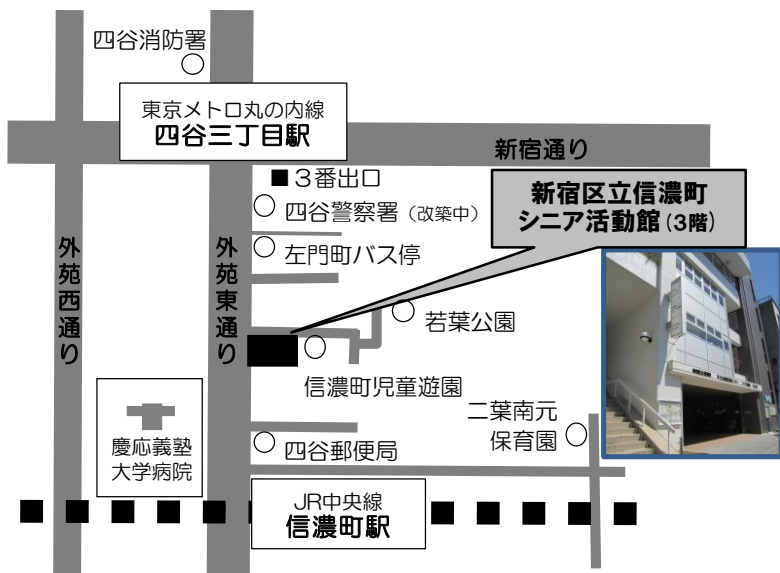 四谷消防署
東京メトロ丸の内線
四谷三丁目駅
新宿通り
■3番出口
新宿区立信濃町
シニア活動館(3階)
四谷警察署(改築中)
左門町バス停
外苑西通り
外苑東通り
若葉公園
信濃町児童遊園
二葉南元
保育園
慶応義塾
大学病院
四谷郵便局
JR中央線
信濃町駅